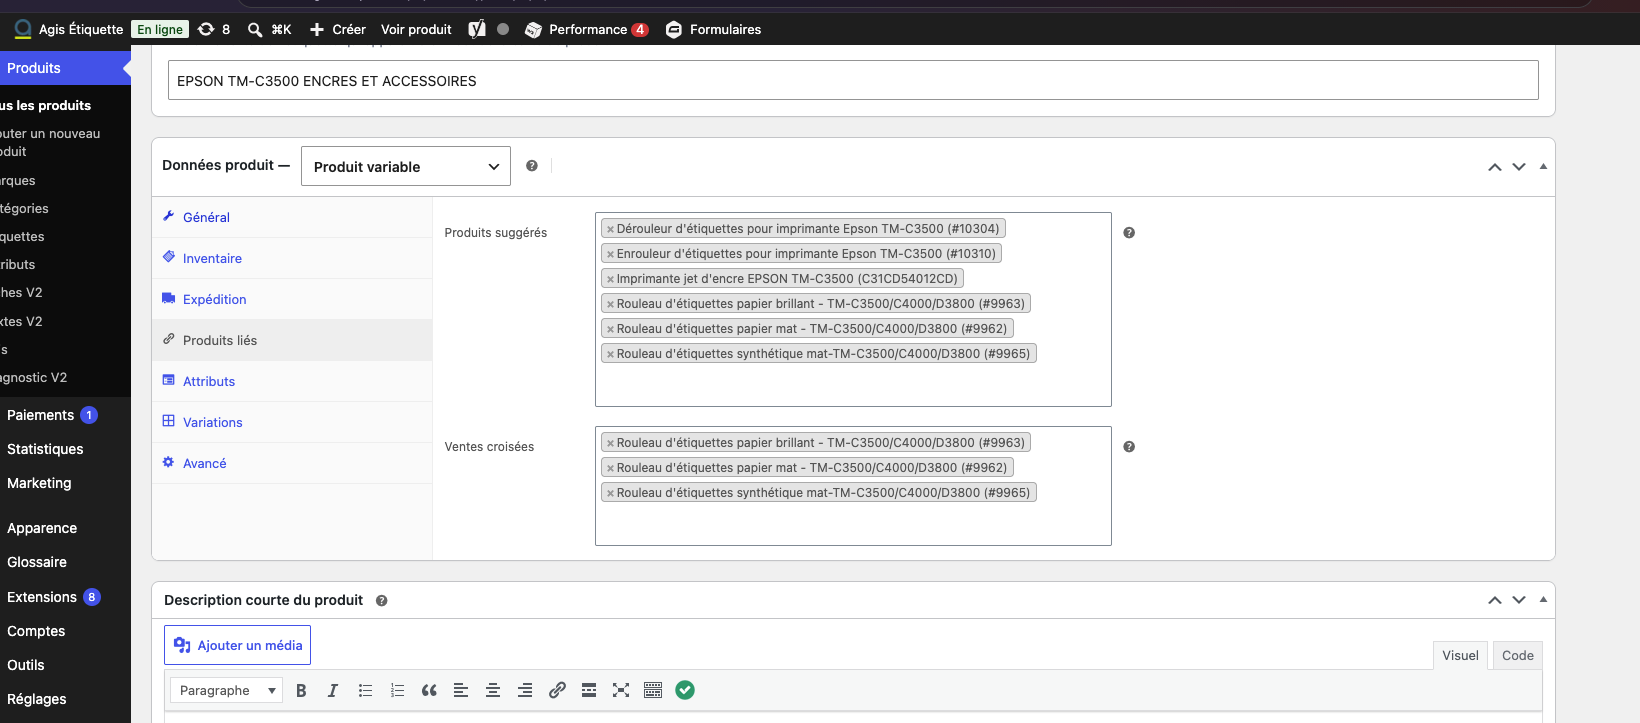 Agis Étiquette En ligne 8 ⌘K Créer Voir produit Performance 4 Formulaires
Produits
us les produits
outer un nouveau
oduit
rques
tégories
quettes
ributs
hes V2
xtes V2
s
agnostic V2
Paiements 1
Statistiques
Marketing
Apparence
Glossaire
Extensions 8
Comptes
Outils
Réglages
EPSON TM-C3500 ENCRES ET ACCESSOIRES
Données produit — Produit variable
Général
Inventaire
Expédition
Produits liés
Attributs
Variations
Avancé
Produits suggérés
× Dérouleur d'étiquettes pour imprimante Epson TM-C3500 (#10304)
× Enrouleur d'étiquettes pour imprimante Epson TM-C3500 (#10310)
× Imprimante jet d'encre EPSON TM-C3500 (C31CD54012CD)
× Rouleau d'étiquettes papier brillant - TM-C3500/C4000/D3800 (#9963)
× Rouleau d'étiquettes papier mat - TM-C3500/C4000/D3800 (#9962)
× Rouleau d'étiquettes synthétique mat-TM-C3500/C4000/D3800 (#9965)
Ventes croisées
× Rouleau d'étiquettes papier brillant - TM-C3500/C4000/D3800 (#9963)
× Rouleau d'étiquettes papier mat - TM-C3500/C4000/D3800 (#9962)
× Rouleau d'étiquettes synthétique mat-TM-C3500/C4000/D3800 (#9965)
Description courte du produit
Ajouter un média
Visuel Code
Paragraphe B I